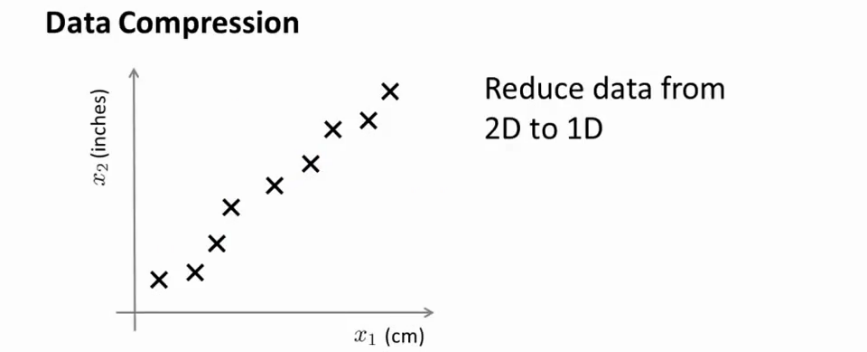 Data Compression
Reduce data from
2D to 1D
x₂ (inches)
x₁ (cm)